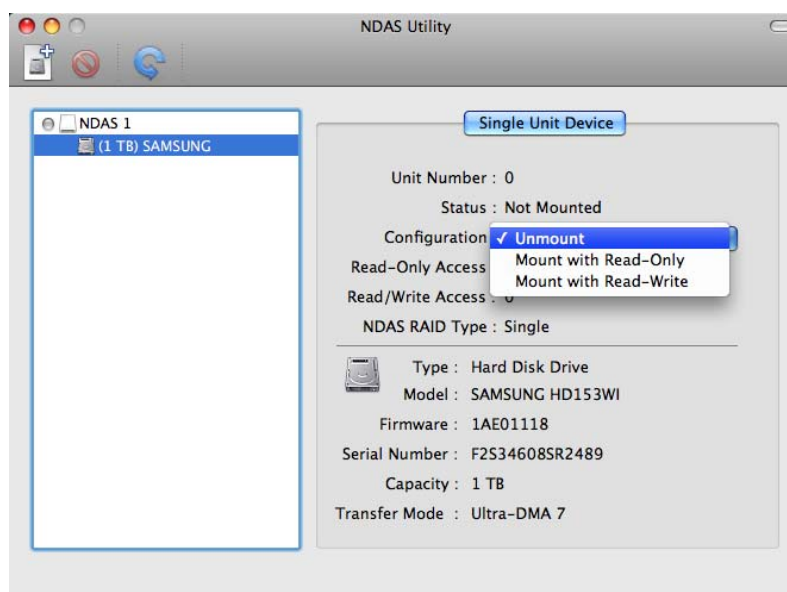 NDAS Utility
NDAS 1
(1 TB) SAMSUNG
Single Unit Device
Unit Number : 0
Status : Not Mounted
Configuration ✓ Unmount
Mount with Read-Only
Mount with Read-Write
Read-Only Access
Read/Write Access : 0
NDAS RAID Type : Single
Type : Hard Disk Drive
Model : SAMSUNG HD153WI
Firmware : 1AE01118
Serial Number : F2S34608SR2489
Capacity : 1 TB
Transfer Mode : Ultra-DMA 7